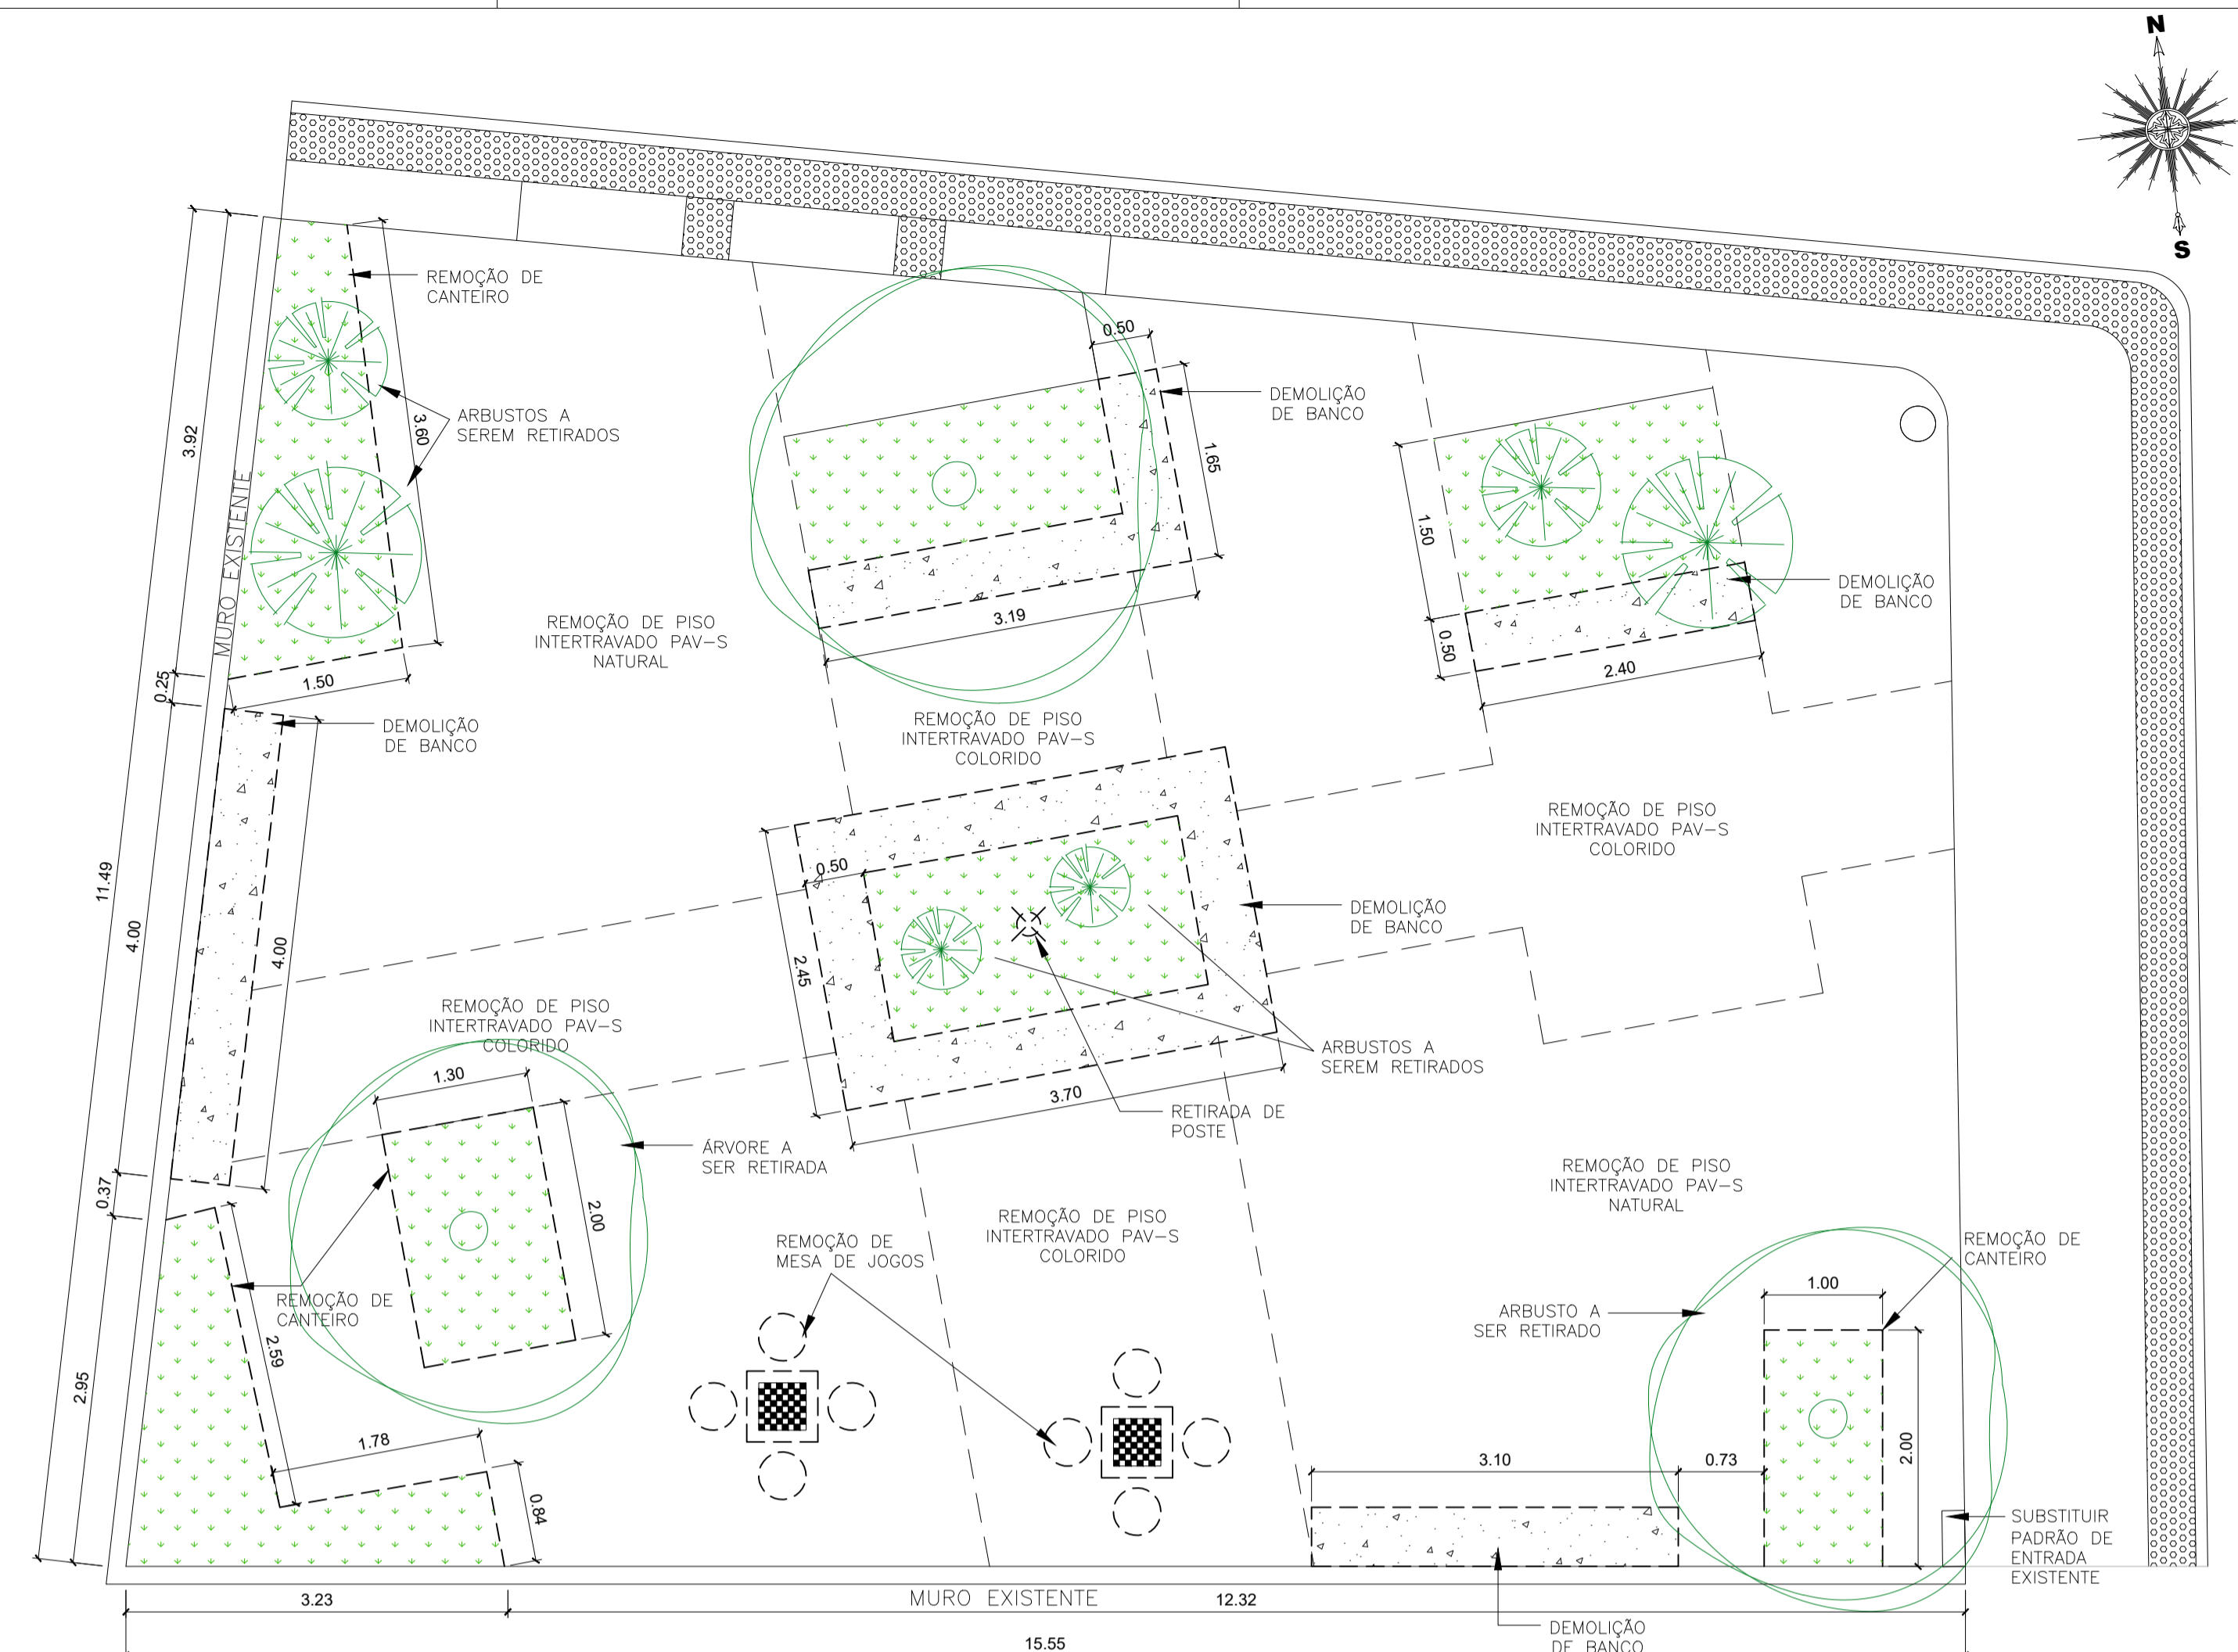 N
S
REMOÇÃO DE
CANTEIRO
0.50
DEMOLIÇÃO
DE BANCO
ARBUSTOS A
SEREM RETIRADOS
3.92
3.60
1.65
MURO EXISTENTE
1.50
DEMOLIÇÃO
DE BANCO
REMOÇÃO DE PISO
INTERTRAVADO PAV-S
NATURAL
3.19
0.50
2.40
0.25
1.50
DEMOLIÇÃO
DE BANCO
REMOÇÃO DE PISO
INTERTRAVADO PAV-S
COLORIDO
REMOÇÃO DE PISO
INTERTRAVADO PAV-S
COLORIDO
11.49
4.00
4.00
0.50
2.45
DEMOLIÇÃO
DE BANCO
REMOÇÃO DE PISO
INTERTRAVADO PAV-S
COLORIDO
ARBUSTOS A
SEREM RETIRADOS
1.30
3.70
RETIRADA DE
POSTE
ÁRVORE A
SER RETIRADA
0.37
2.00
REMOÇÃO DE PISO
INTERTRAVADO PAV-S
NATURAL
REMOÇÃO DE PISO
INTERTRAVADO PAV-S
COLORIDO
REMOÇÃO DE
MESA DE JOGOS
REMOÇÃO DE
CANTEIRO
REMOÇÃO DE
CANTEIRO
1.00
ARBUSTO A
SER RETIRADO
2.59
2.95
1.78
0.84
3.10
0.73
2.00
SUBSTITUIR
PADRÃO DE
ENTRADA
EXISTENTE
3.23
MURO EXISTENTE
12.32
DEMOLIÇÃO
DE BANCO
15.55